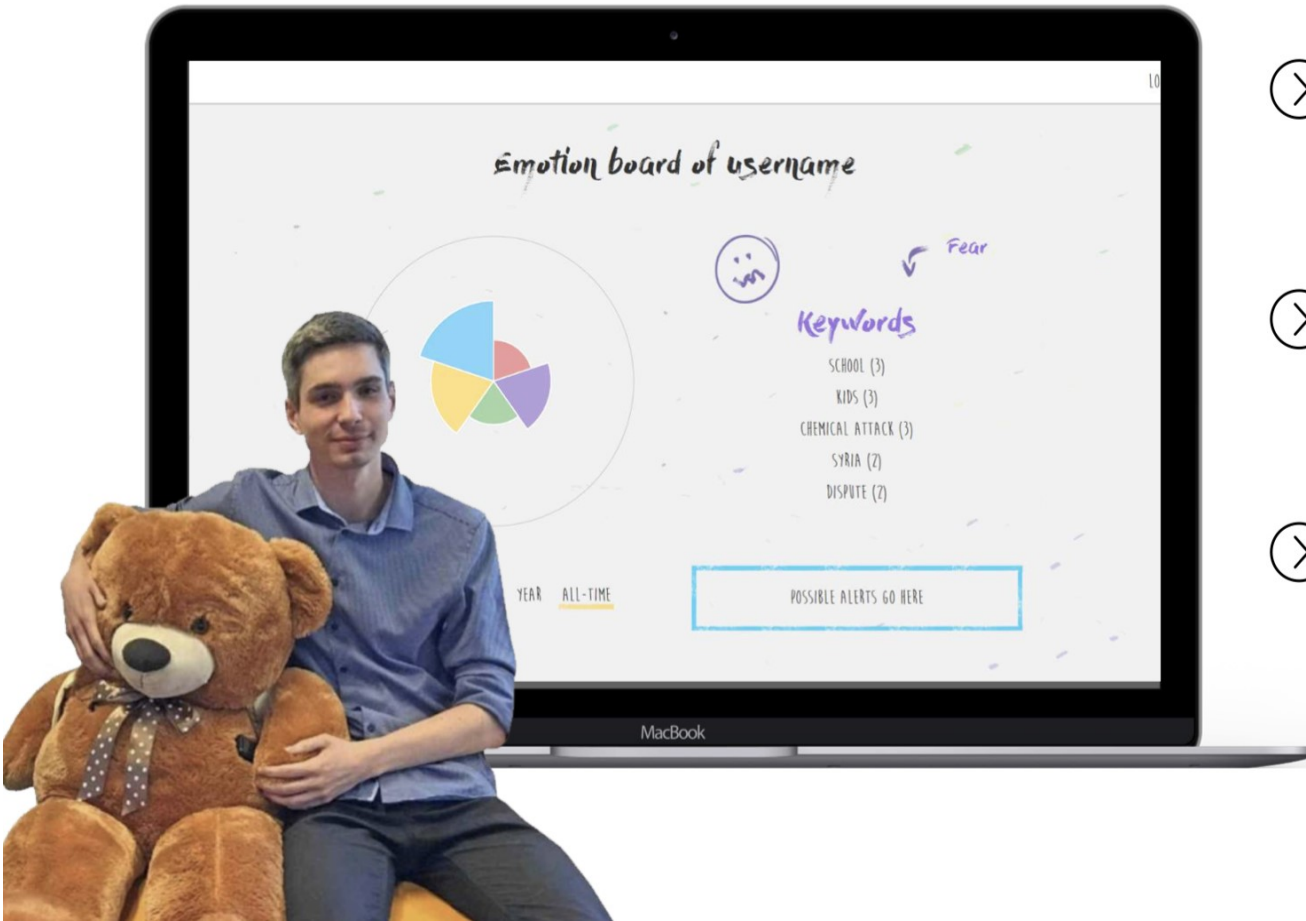 LO
Emotion board of username
Fear
Keywords
SCHOOL (3)
KIDS (3)
CHEMICAL ATTACK (3)
SYRIA (2)
DISPUTE (2)
YEAR ALL-TIME
POSSIBLE ALERTS GO HERE
MacBook